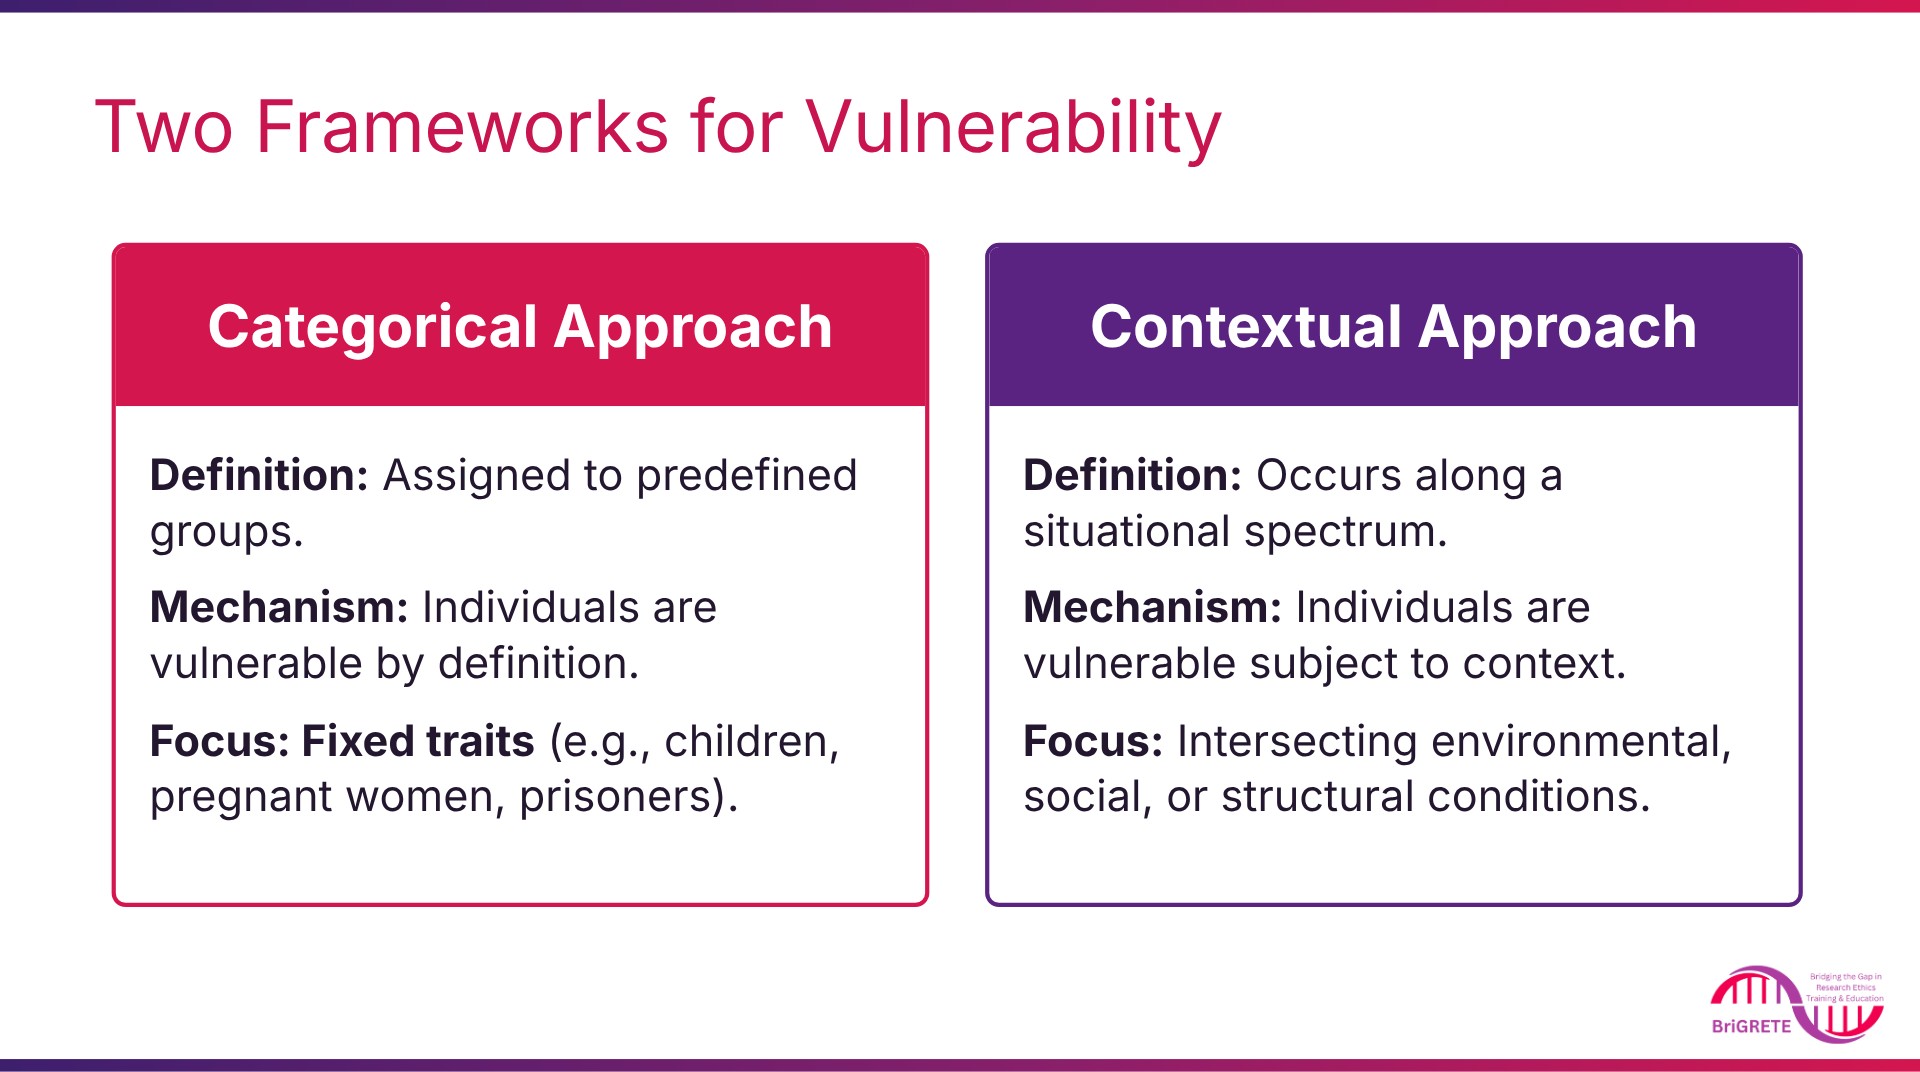 Two Frameworks for Vulnerability
Categorical Approach
Definition: Assigned to predefined
groups.
Mechanism: Individuals are
vulnerable by definition.
Focus: Fixed traits (e.g., children,
pregnant women, prisoners).
Contextual Approach
Definition: Occurs along a
situational spectrum.
Mechanism: Individuals are
vulnerable subject to context.
Focus: Intersecting environmental,
social, or structural conditions.
Bridging the Gap in
Research Ethics
Training & Education
BriGRETE